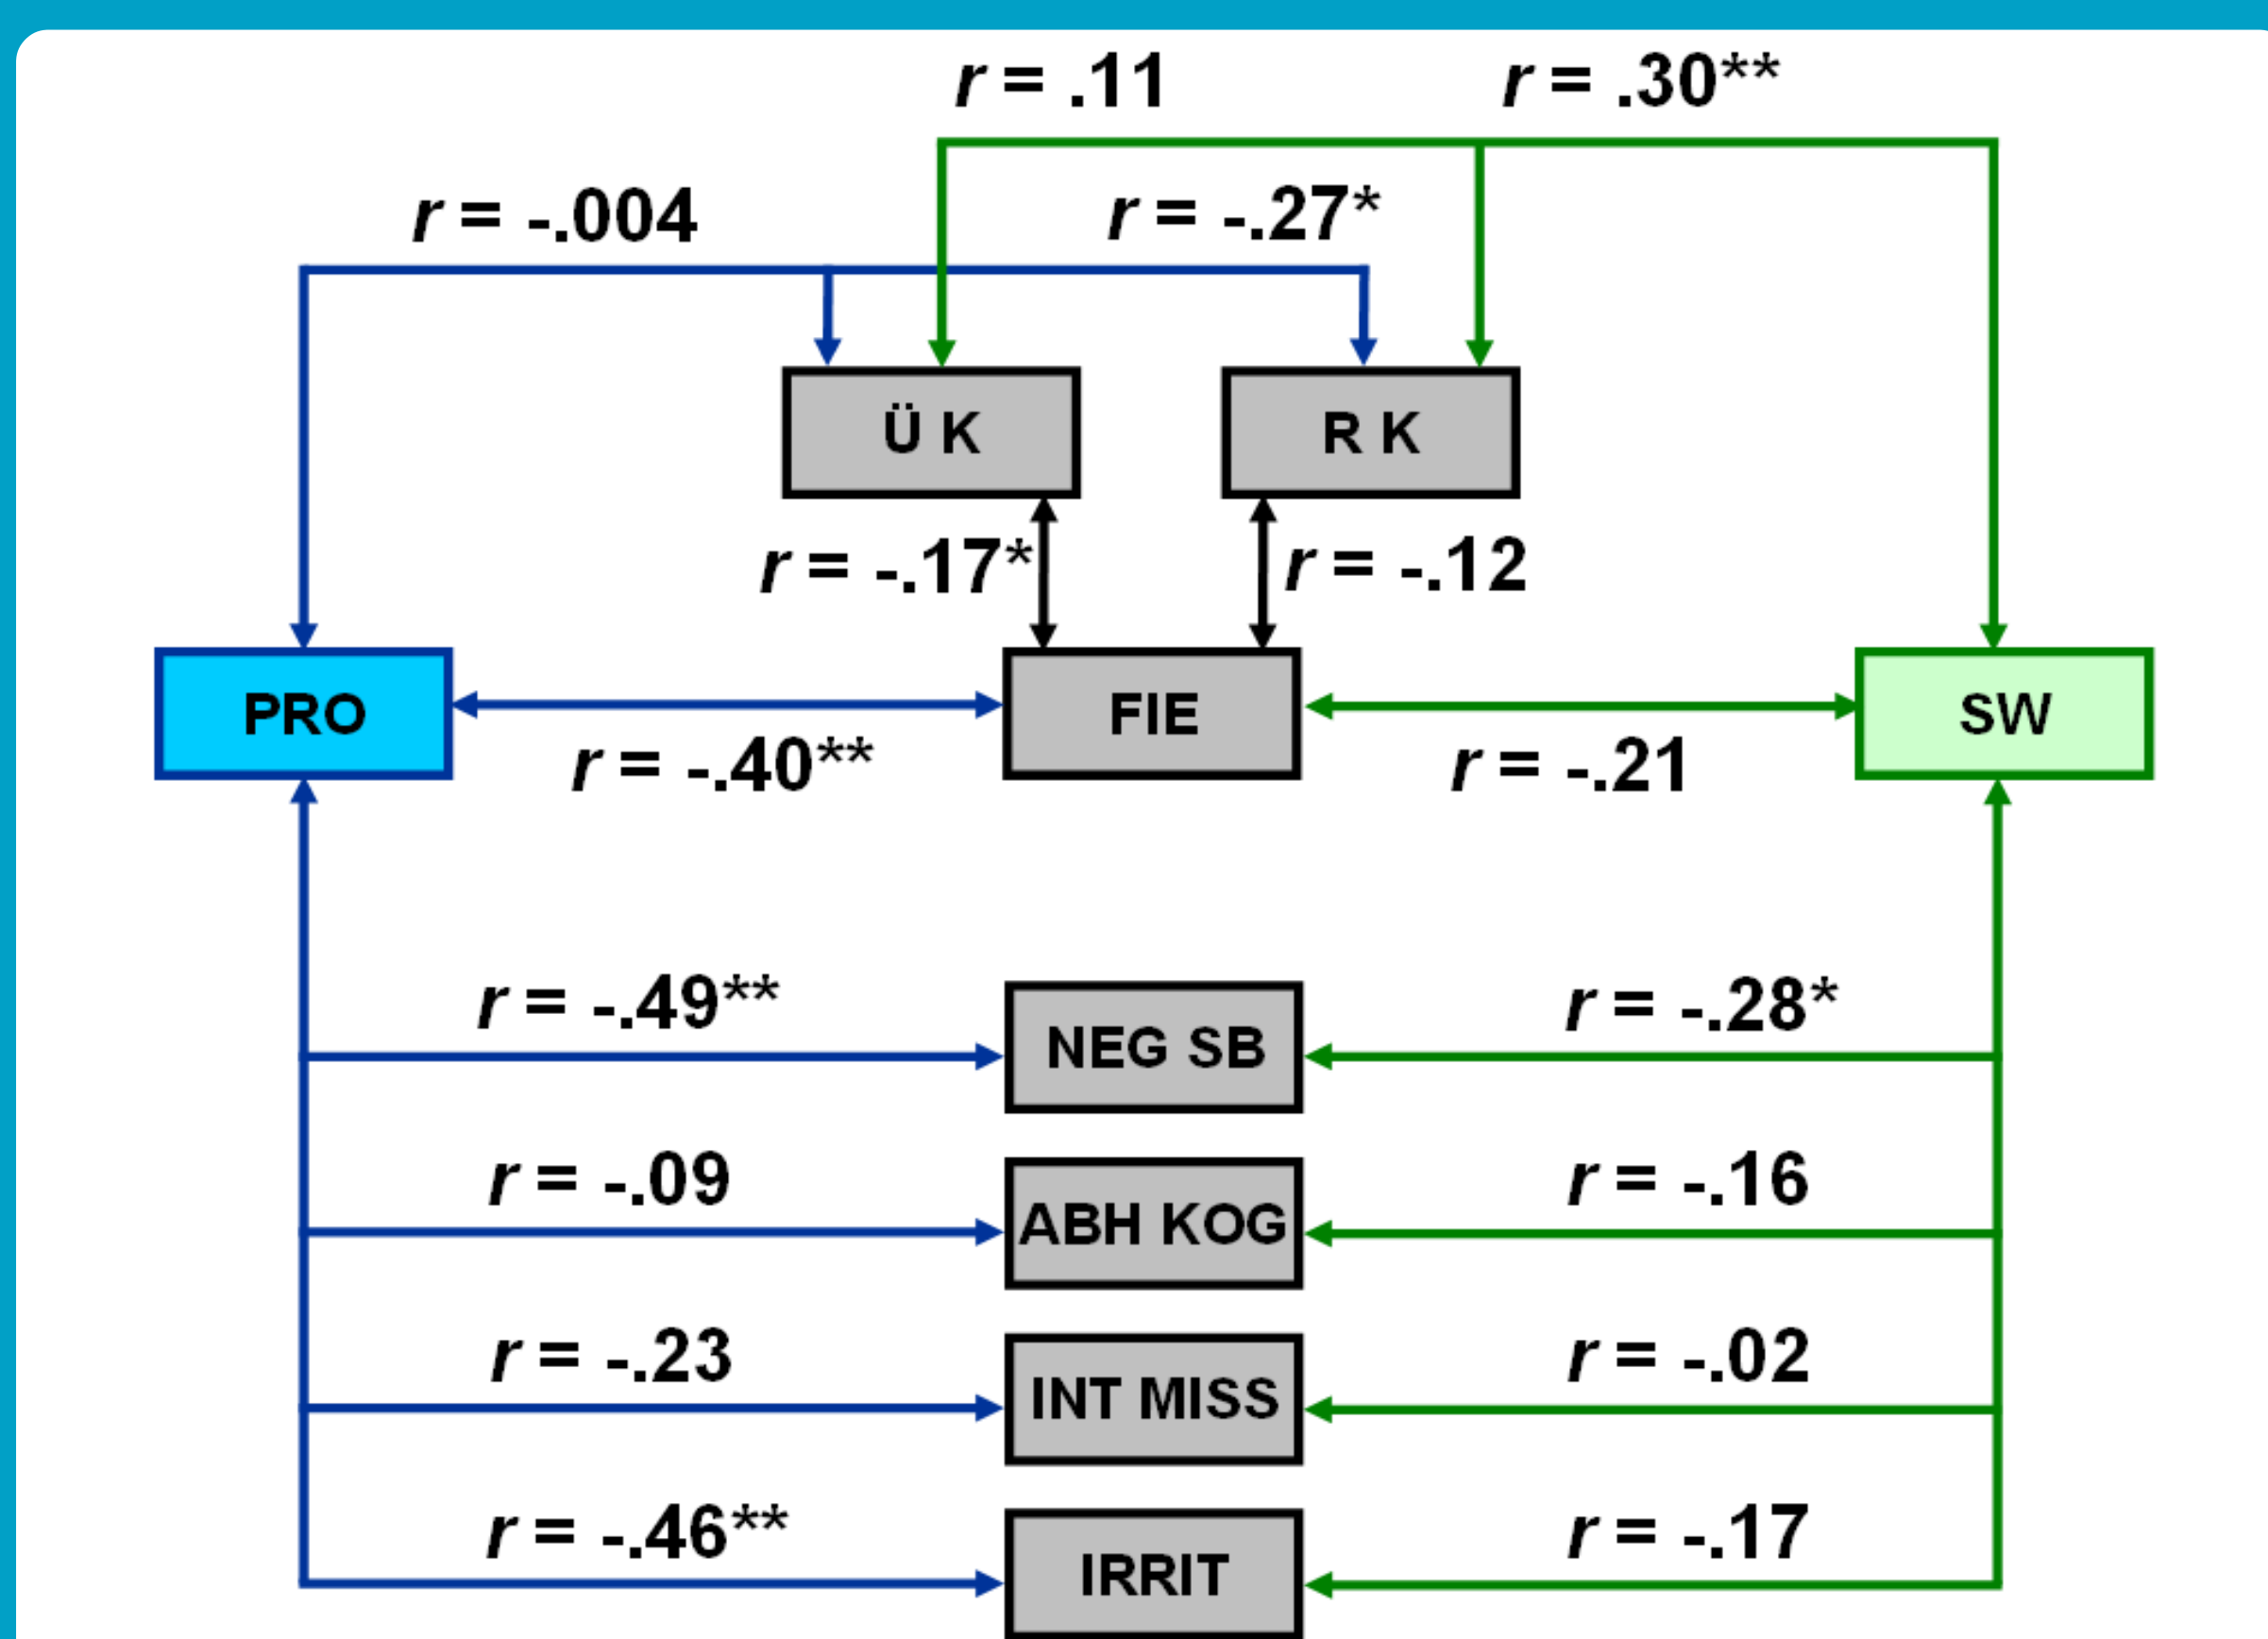 r = .11 r = .30**
r = -.004 r = -.27*
Ü K R K
r = -.17* r = -.12
PRO FIE SW
r = -.40** r = -.21
r = -.49** r = -.28*
NEG SB
r = -.09 r = -.16
ABH KOG
r = -.23 r = -.02
INT MISS
r = -.46** r = -.17
IRRIT